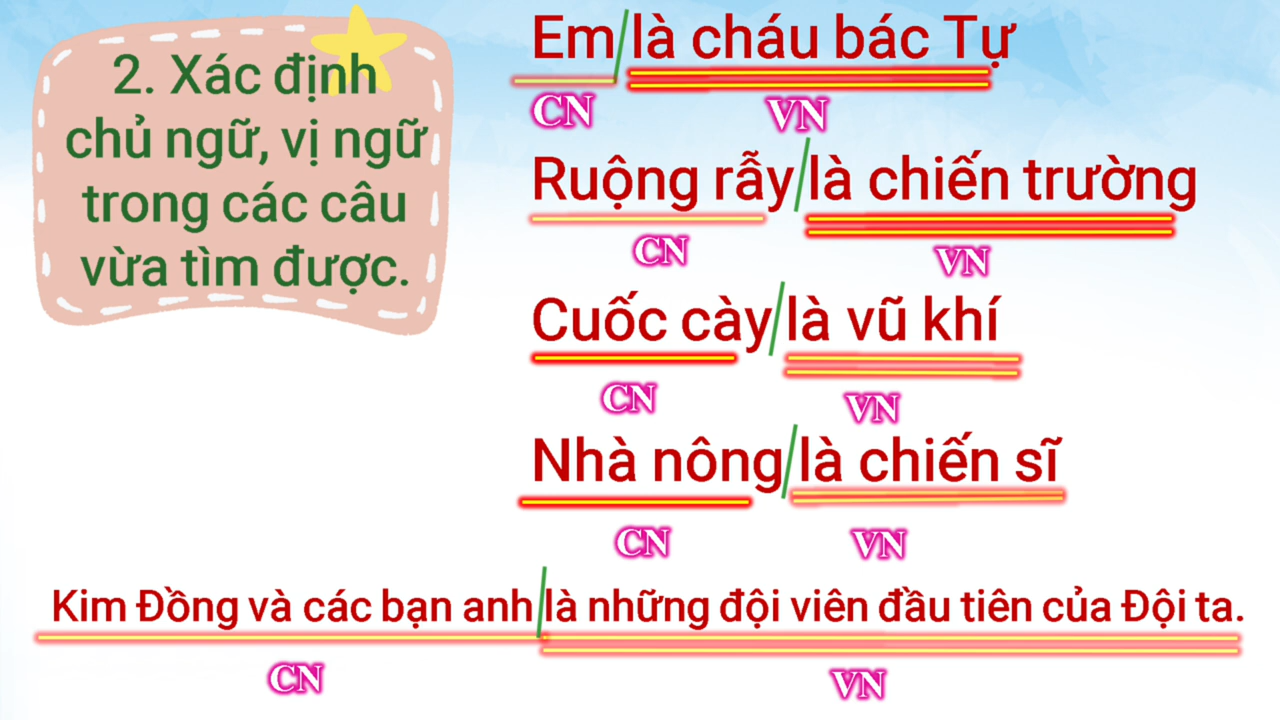 2. Xác định
chủ ngữ, vị ngữ
trong các câu
vừa tìm được.
Em/là cháu bác Tự
CN VN
Ruộng rẫy/là chiến trường
CN VN
Cuốc cày/là vũ khí
CN VN
Nhà nông/là chiến sĩ
CN VN
Kim Đồng và các bạn anh/là những đội viên đầu tiên của Đội ta.
CN VN